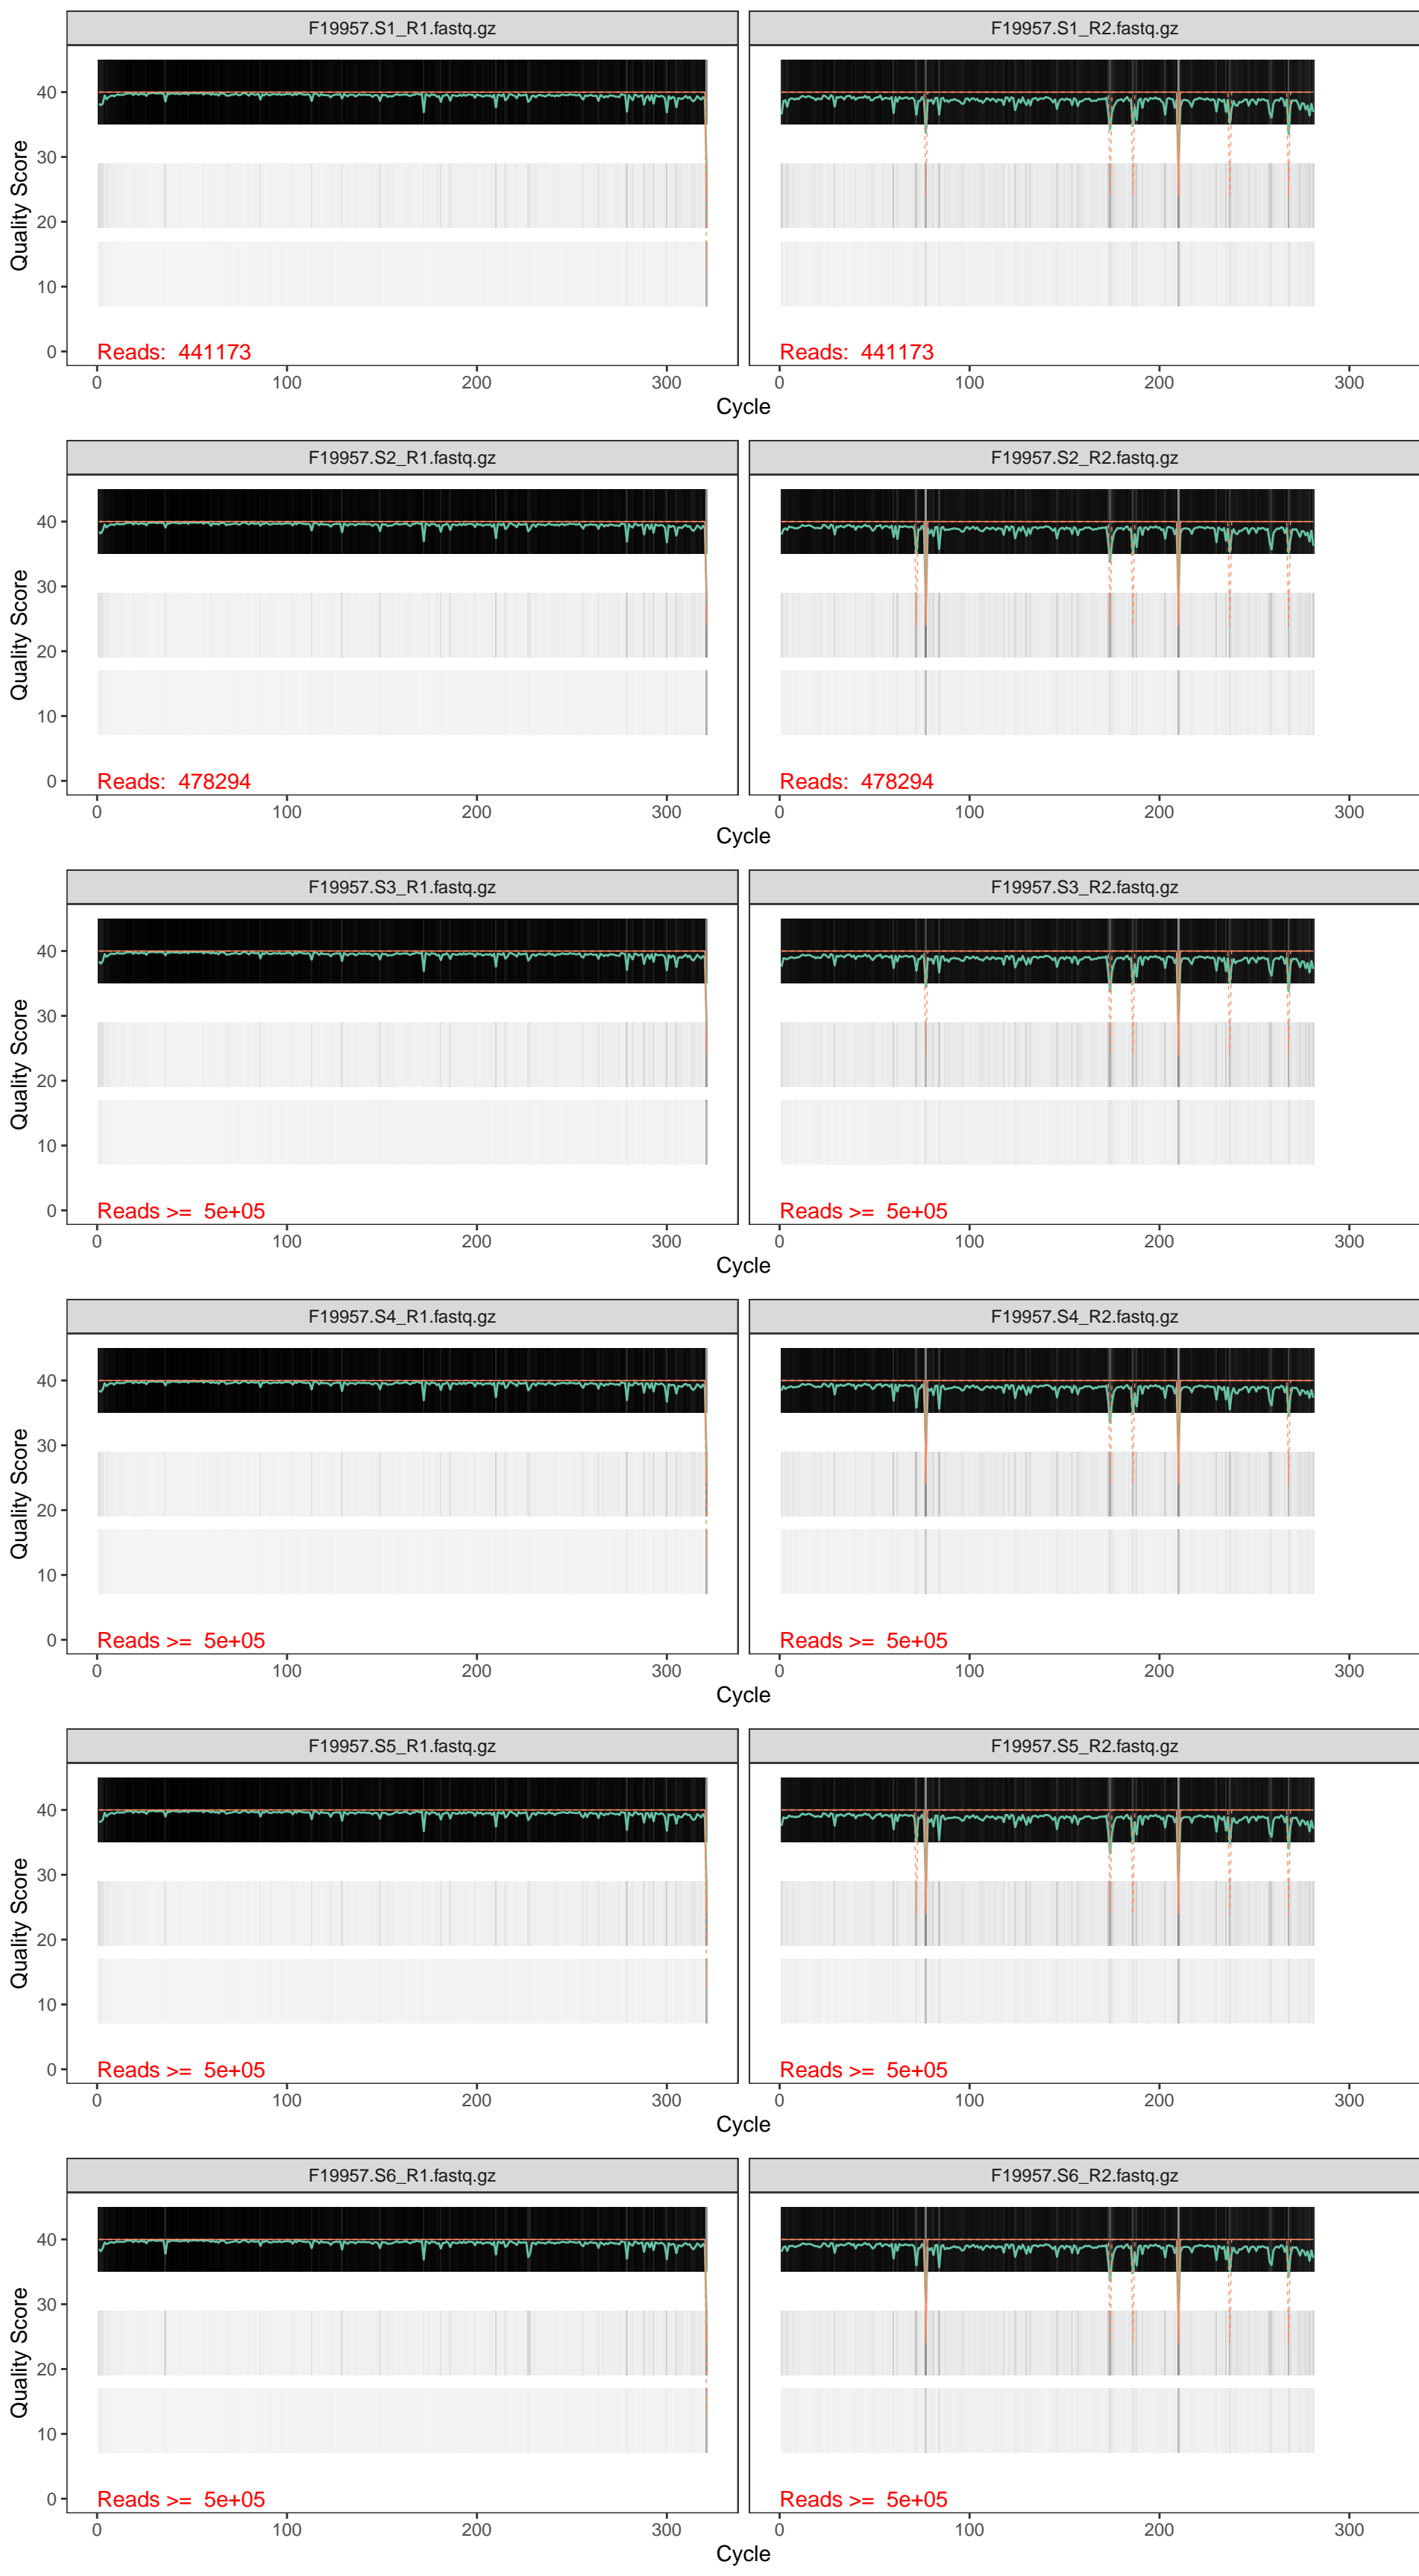 F19957.S1_R1.fastq.gz F19957.S1_R2.fastq.gz
Quality Score
40
30
20
10
0
Reads: 441173 Reads: 441173
0 100 200 300 0 100 200 300
Cycle
F19957.S2_R1.fastq.gz F19957.S2_R2.fastq.gz
Quality Score
40
30
20
10
0
Reads: 478294 Reads: 478294
0 100 200 300 0 100 200 300
Cycle
F19957.S3_R1.fastq.gz F19957.S3_R2.fastq.gz
Quality Score
40
30
20
10
0
Reads >= 5e+05 Reads >= 5e+05
0 100 200 300 0 100 200 300
Cycle
F19957.S4_R1.fastq.gz F19957.S4_R2.fastq.gz
Quality Score
40
30
20
10
0
Reads >= 5e+05 Reads >= 5e+05
0 100 200 300 0 100 200 300
Cycle
F19957.S5_R1.fastq.gz F19957.S5_R2.fastq.gz
Quality Score
40
30
20
10
0
Reads >= 5e+05 Reads >= 5e+05
0 100 200 300 0 100 200 300
Cycle
F19957.S6_R1.fastq.gz F19957.S6_R2.fastq.gz
Quality Score
40
30
20
10
0
Reads >= 5e+05 Reads >= 5e+05
0 100 200 300 0 100 200 300
Cycle